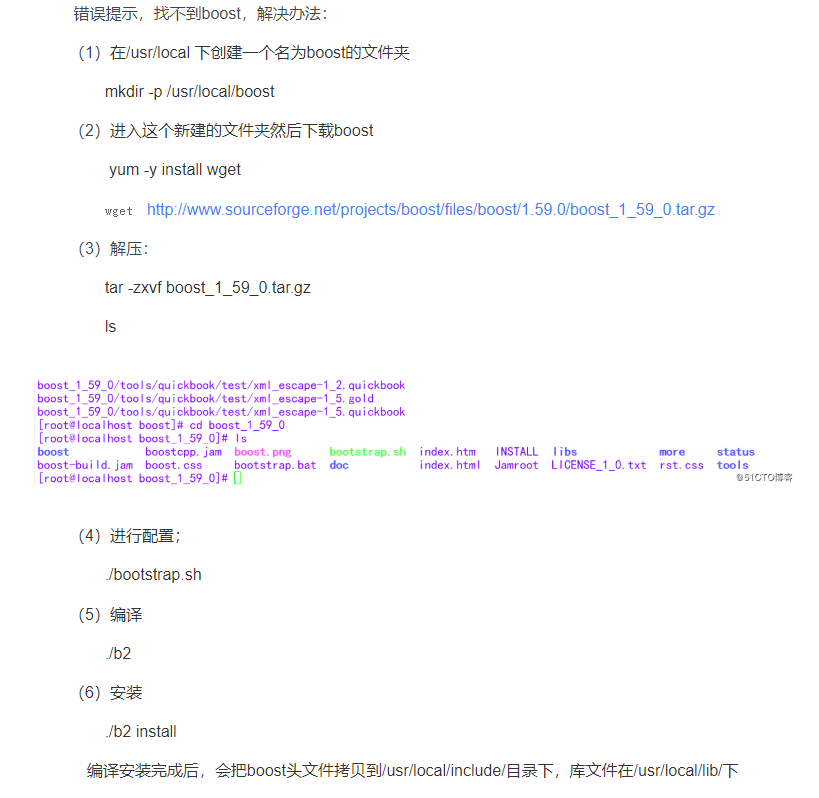 错误提示，找不到boost，解决办法：
（1）在/usr/local 下创建一个名为boost的文件夹
mkdir -p /usr/local/boost
（2）进入这个新建的文件夹然后下载boost
yum -y install wget
wget http://www.sourceforge.net/projects/boost/files/boost/1.59.0/boost_1_59_0.tar.gz
（3）解压：
tar -zxvf boost_1_59_0.tar.gz
ls
boost_1_59_0/tools/quickbook/test/xml_escape-1_2.quickbook
boost_1_59_0/tools/quickbook/test/xml_escape-1_5.gold
boost_1_59_0/tools/quickbook/test/xml_escape-1_5.quickbook
[root@localhost boost]# cd boost_1_59_0
[root@localhost boost_1_59_0]# ls
boost boostcpp.jam boost.png bootstrap.sh index.htm INSTALL libs more status
boost-build.jam boost.css bootstrap.bat doc index.html Jamroot LICENSE_1_0.txt rst.css tools
[root@localhost boost_1_59_0]#
@51CTO博客
（4）进行配置；
./bootstrap.sh
（5）编译
./b2
（6）安装
./b2 install
编译安装完成后，会把boost头文件拷贝到/usr/local/include/目录下，库文件在/usr/local/lib/下